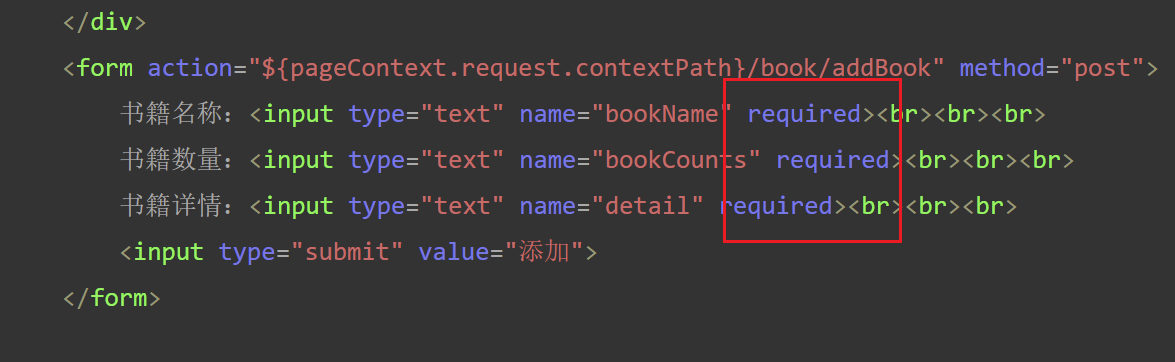 </div>
<form action="${pageContext.request.contextPath}/book/addBook" method="post">
书籍名称：<input type="text" name="bookName" required><br><br><br>
书籍数量：<input type="text" name="bookCounts" required><br><br><br>
书籍详情：<input type="text" name="detail" required><br><br><br>
<input type="submit" value="添加">
</form>